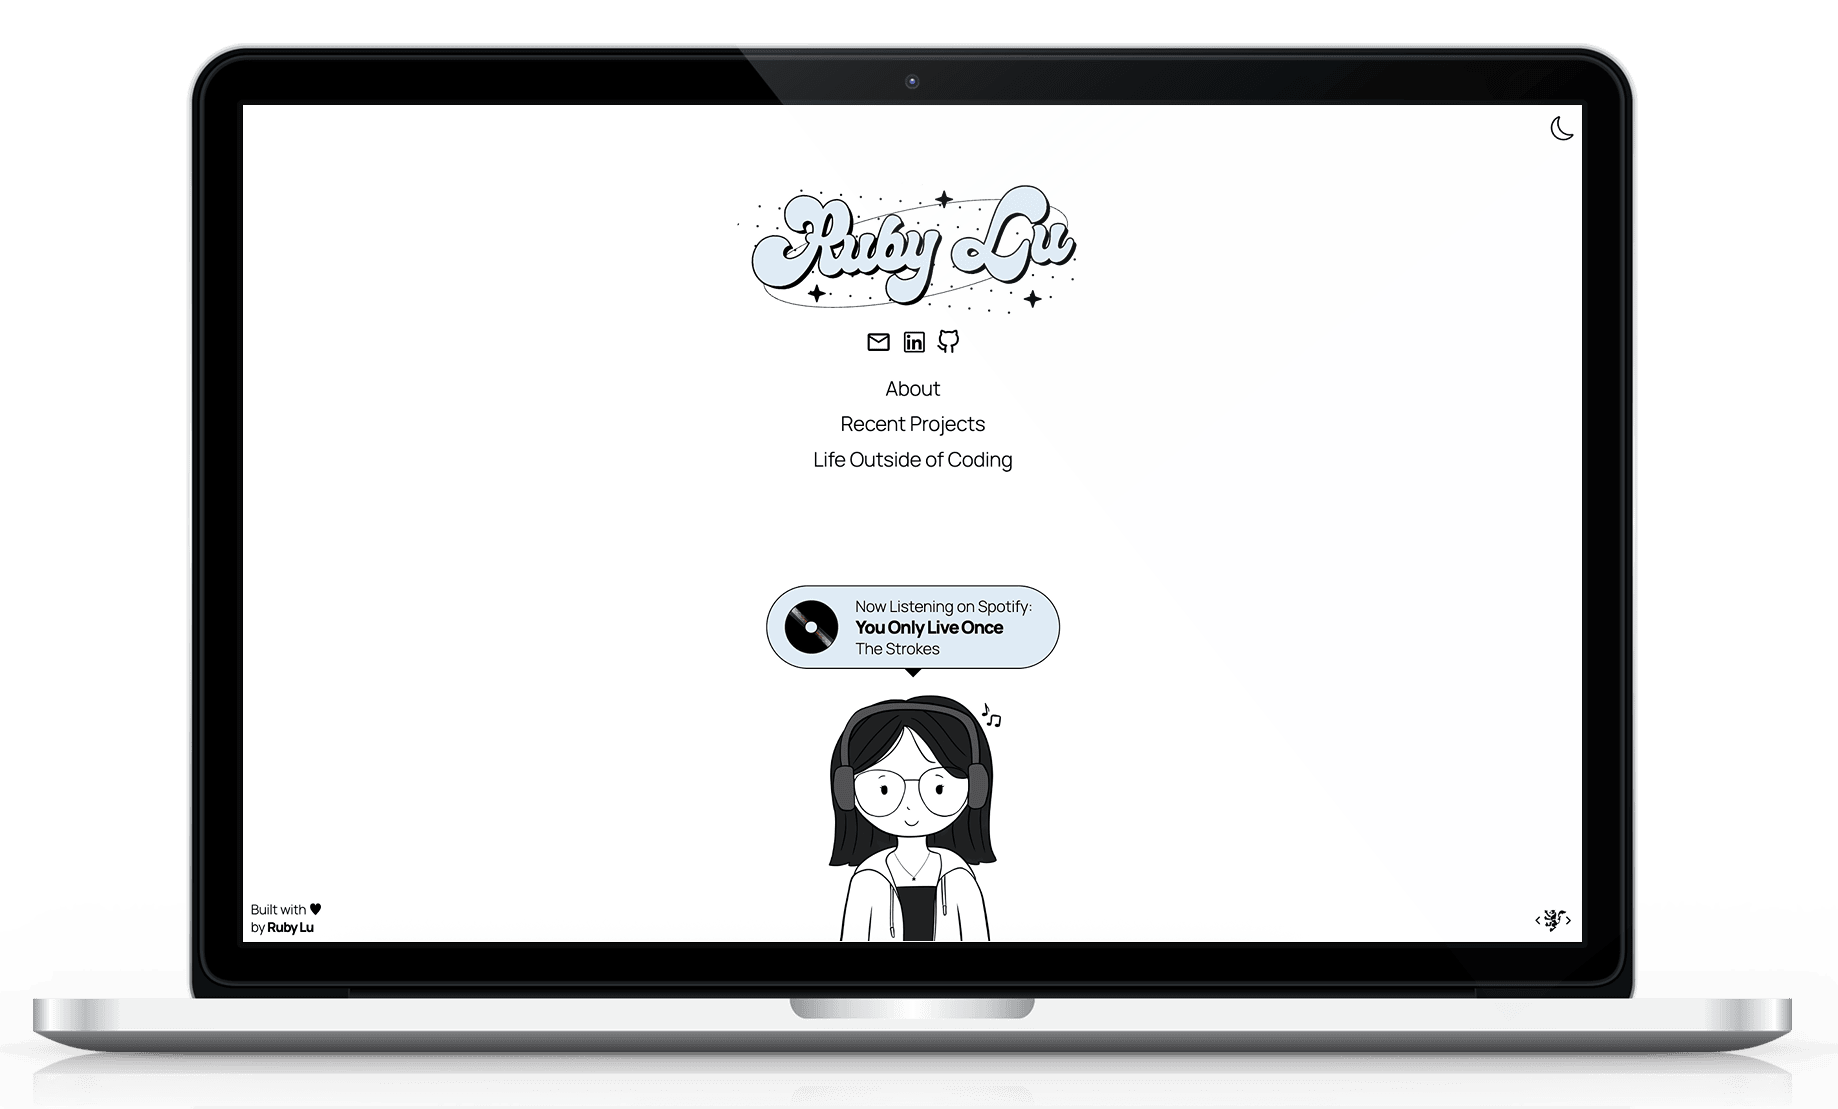 Ruby Lu
in
About
Recent Projects
Life Outside of Coding
Now Listening on Spotify:
You Only Live Once
The Strokes
Built with ♥
by Ruby Lu